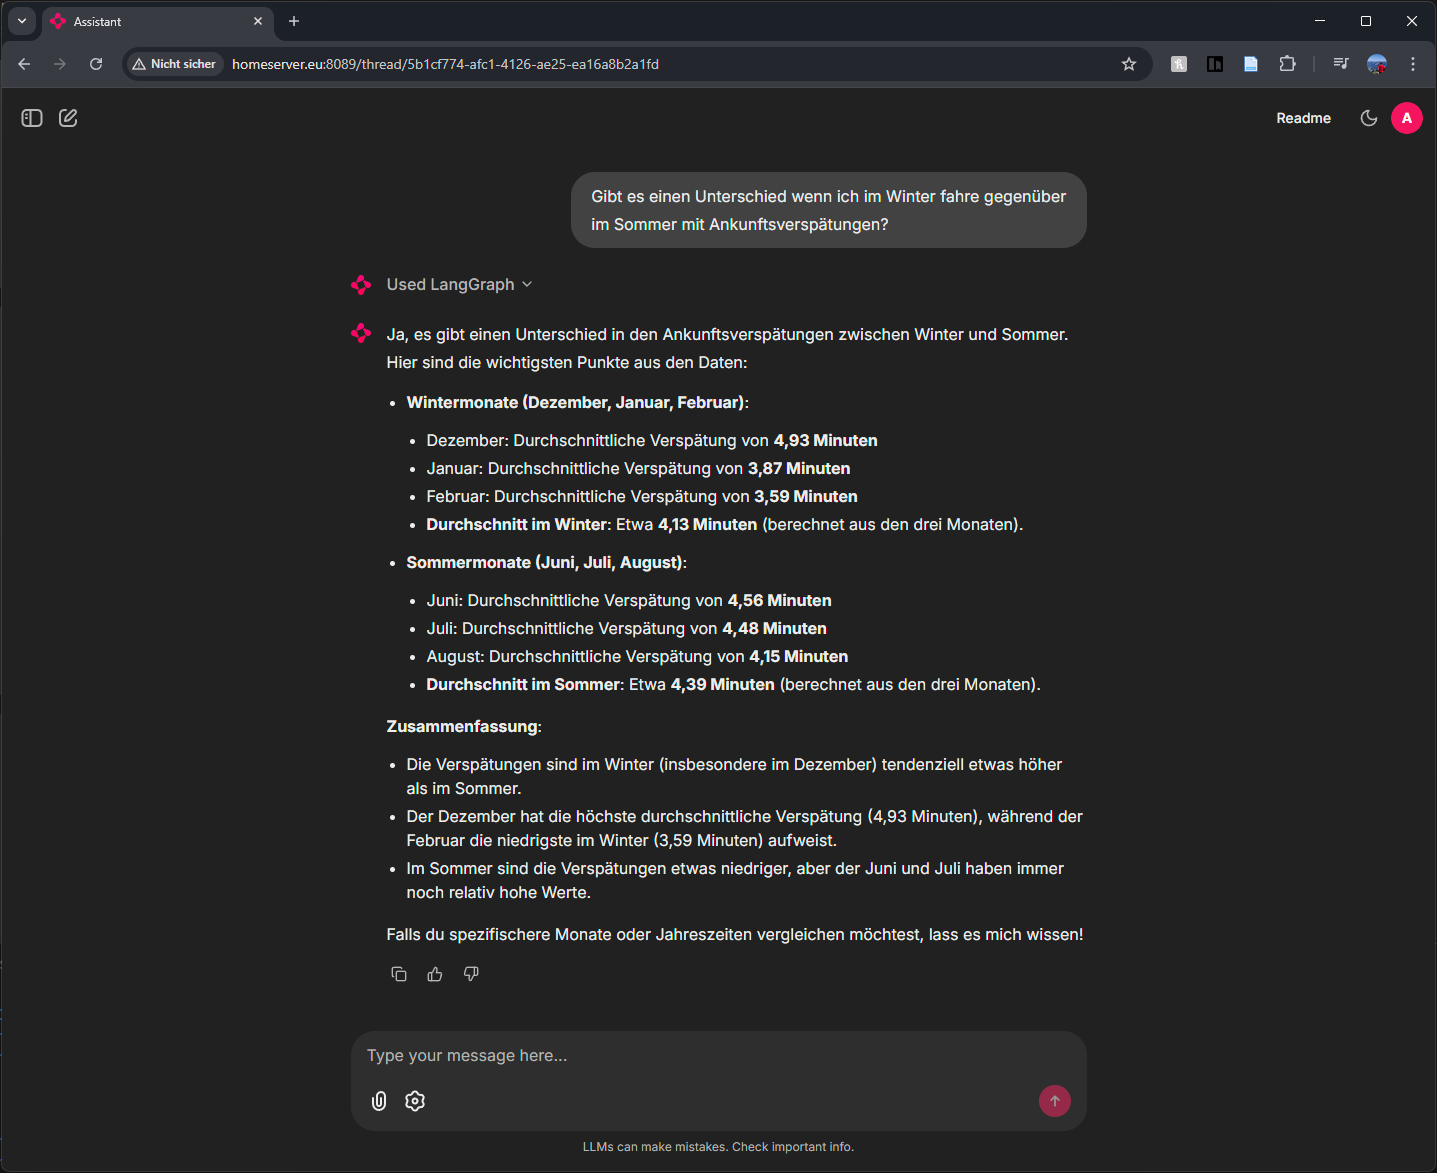 Assistant
Nicht sicher
homeserver.eu:8089/thread/5b1cf774-afc1-4126-ae25-ea16a8b2a1fd
Readme
A
Gibt es einen Unterschied wenn ich im Winter fahre gegenüber
im Sommer mit Ankunftsverspätungen?
Used LangGraph
Ja, es gibt einen Unterschied in den Ankunftsverspätungen zwischen Winter und Sommer.
Hier sind die wichtigsten Punkte aus den Daten:
• Wintermonate (Dezember, Januar, Februar):
• Dezember: Durchschnittliche Verspätung von 4,93 Minuten
• Januar: Durchschnittliche Verspätung von 3,87 Minuten
• Februar: Durchschnittliche Verspätung von 3,59 Minuten
• Durchschnitt im Winter: Etwa 4,13 Minuten (berechnet aus den drei Monaten).
• Sommermonate (Juni, Juli, August):
• Juni: Durchschnittliche Verspätung von 4,56 Minuten
• Juli: Durchschnittliche Verspätung von 4,48 Minuten
• August: Durchschnittliche Verspätung von 4,15 Minuten
• Durchschnitt im Sommer: Etwa 4,39 Minuten (berechnet aus den drei Monaten).
Zusammenfassung:
• Die Verspätungen sind im Winter (insbesondere im Dezember) tendenziell etwas höher
als im Sommer.
• Der Dezember hat die höchste durchschnittliche Verspätung (4,93 Minuten), während der
Februar die niedrigste im Winter (3,59 Minuten) aufweist.
• Im Sommer sind die Verspätungen etwas niedriger, aber der Juni und Juli haben immer
noch relativ hohe Werte.
Falls du spezifischere Monate oder Jahreszeiten vergleichen möchtest, lass es mich wissen!
Type your message here...
LLMs can make mistakes. Check important info.